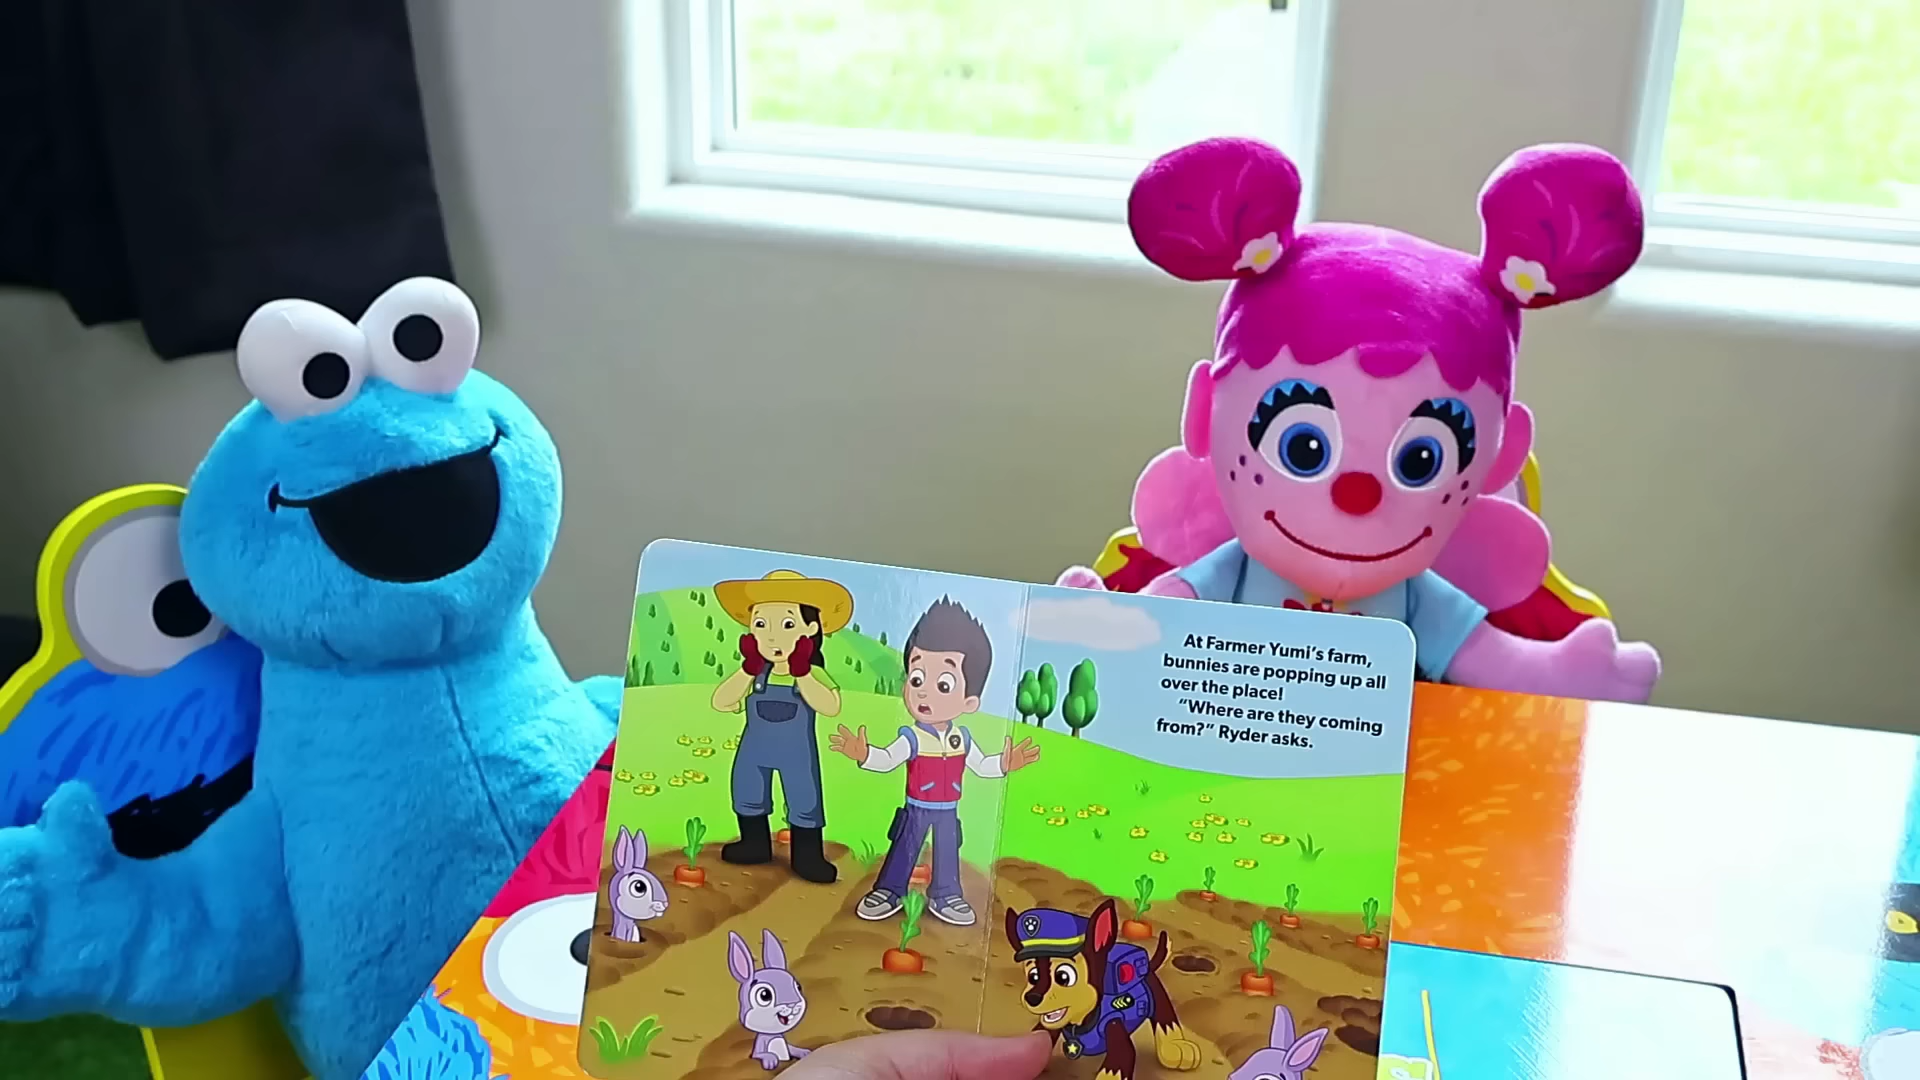 At Farmer Yumi's farm,
bunnies are popping up all
over the place!
"Where are they coming
from?" Ryder asks.